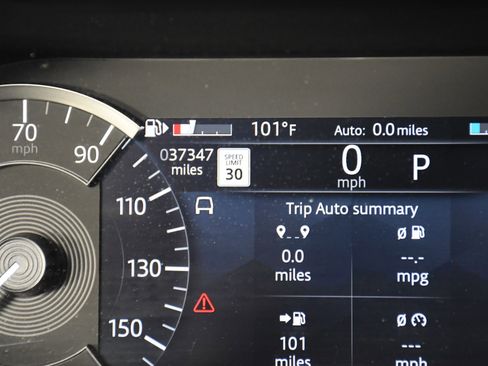 70
mph
90
110
130
150
101°F
Auto: 0.0 miles
037347
miles
SPEED
LIMIT
30
0
mph
P
Trip Auto summary
0.0
miles
--.-
mpg
101
miles
---
mph